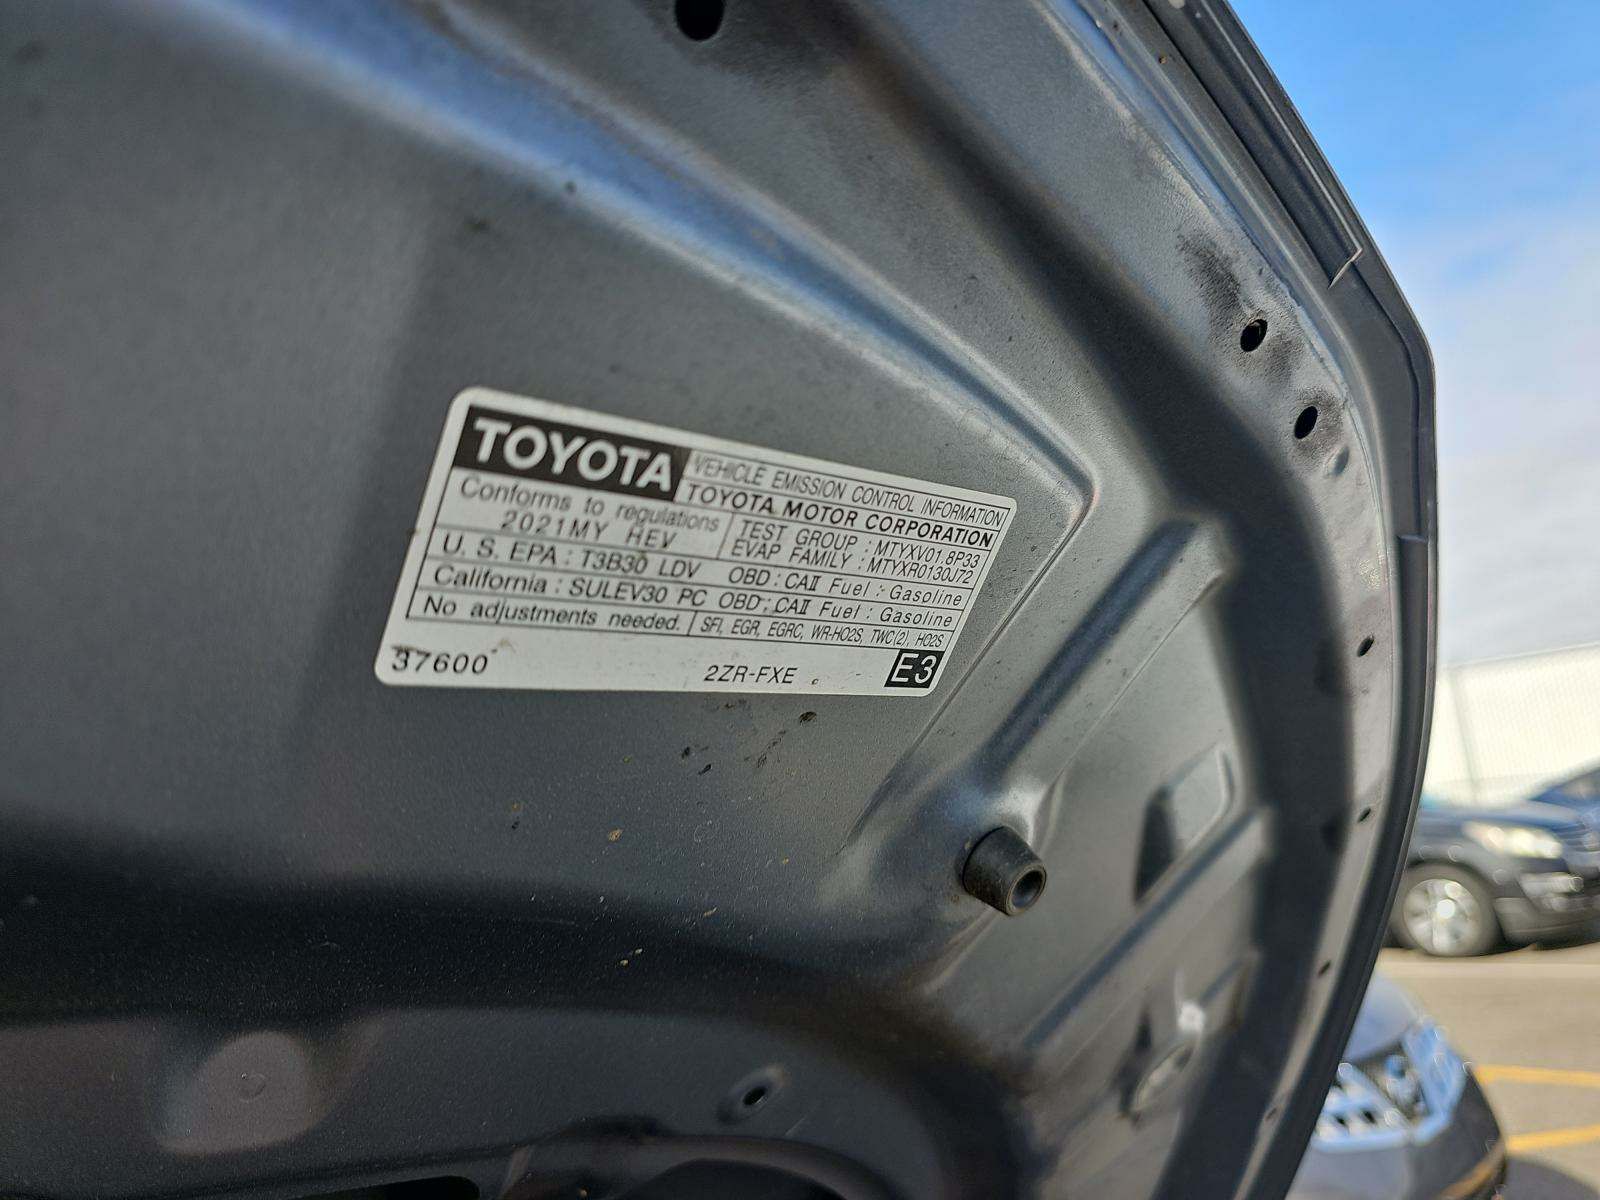 TOYOTA
VEHICLE EMISSION CONTROL INFORMATION
TOYOTA MOTOR CORPORATION
Conforms to regulations
2021MY HEV
TEST GROUP : MTYXV01.8P33
EVAP FAMILY : MTYXR0130J72
U. S. EPA : T3B30 LDV OBD : CAⅡ Fuel : Gasoline
California : SULEV30 PC OBD : CAⅡ Fuel : Gasoline
No adjustments needed. SFI, EGR, EGRC, WR-HO2S, TWC(2), HO2S
37600 2ZR-FXE E3